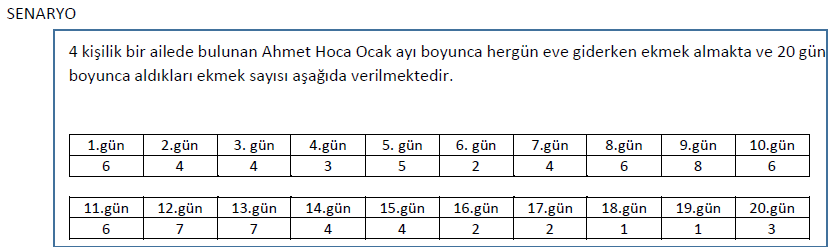 SENARYO
4 kişilik bir ailede bulunan Ahmet Hoca Ocak ayı boyunca hergün eve giderken ekmek almakta ve 20 gün
boyunca aldıkları ekmek sayısı aşağıda verilmektedir.
1.gün 2.gün 3. gün 4.gün 5. gün 6. gün 7.gün 8.gün 9.gün 10.gün
6 4 4 3 5 2 4 6 8 6
11.gün 12.gün 13.gün 14.gün 15.gün 16.gün 17.gün 18.gün 19.gün 20.gün
6 7 7 4 4 2 2 1 1 3